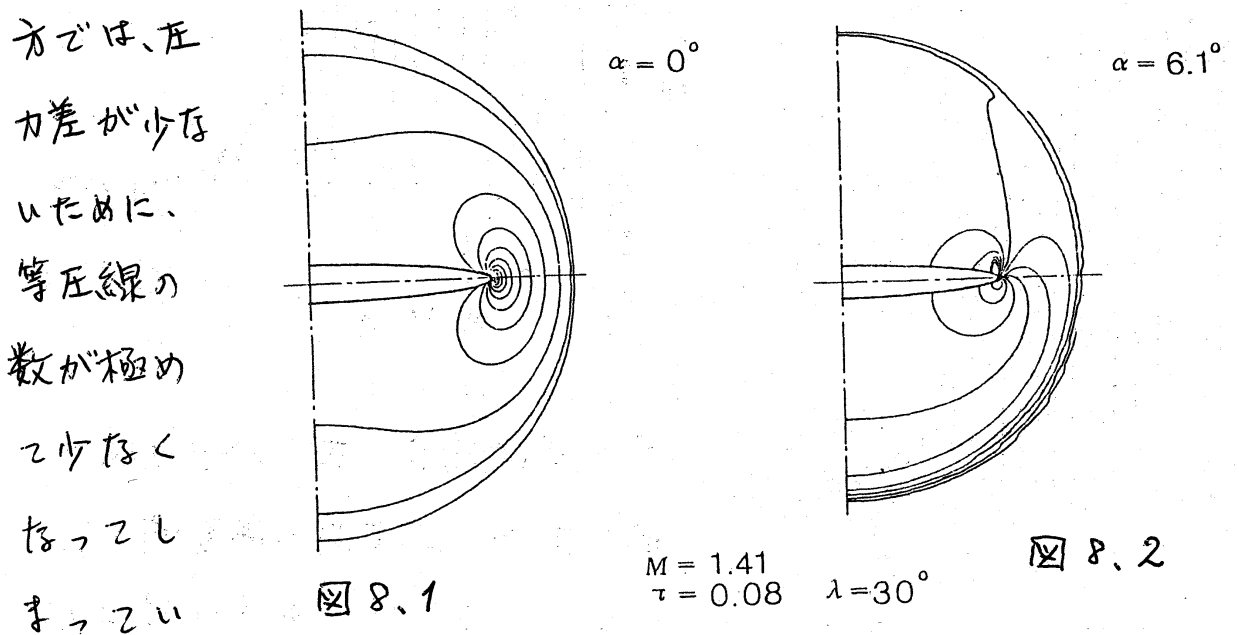 方では、圧
力差が少な
いために、
等圧線の
数が極め
て少なく
なってし
まってい
α = 0°
α = 6.1°
図 8.1
M = 1.41
τ = 0.08 λ=30°
図 8.2